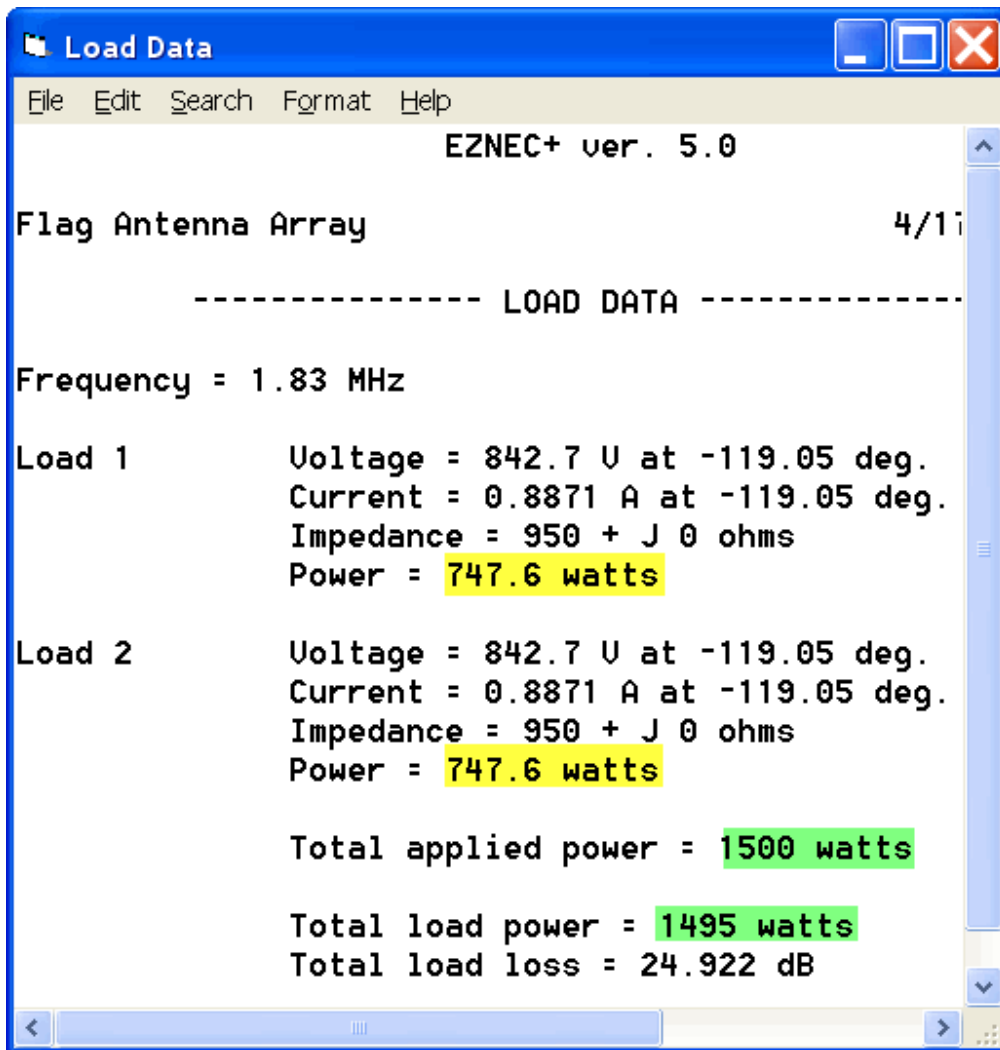 Load Data
File Edit Search Format Help
EZNEC+ ver. 5.0
Flag Antenna Array 4/17
--------------- LOAD DATA --------------
Frequency = 1.83 MHz
Load 1 Voltage = 842.7 V at -119.05 deg.
Current = 0.8871 A at -119.05 deg.
Impedance = 950 + J 0 ohms
Power = 747.6 watts
Load 2 Voltage = 842.7 V at -119.05 deg.
Current = 0.8871 A at -119.05 deg.
Impedance = 950 + J 0 ohms
Power = 747.6 watts
Total applied power = 1500 watts
Total load power = 1495 watts
Total load loss = 24.922 dB